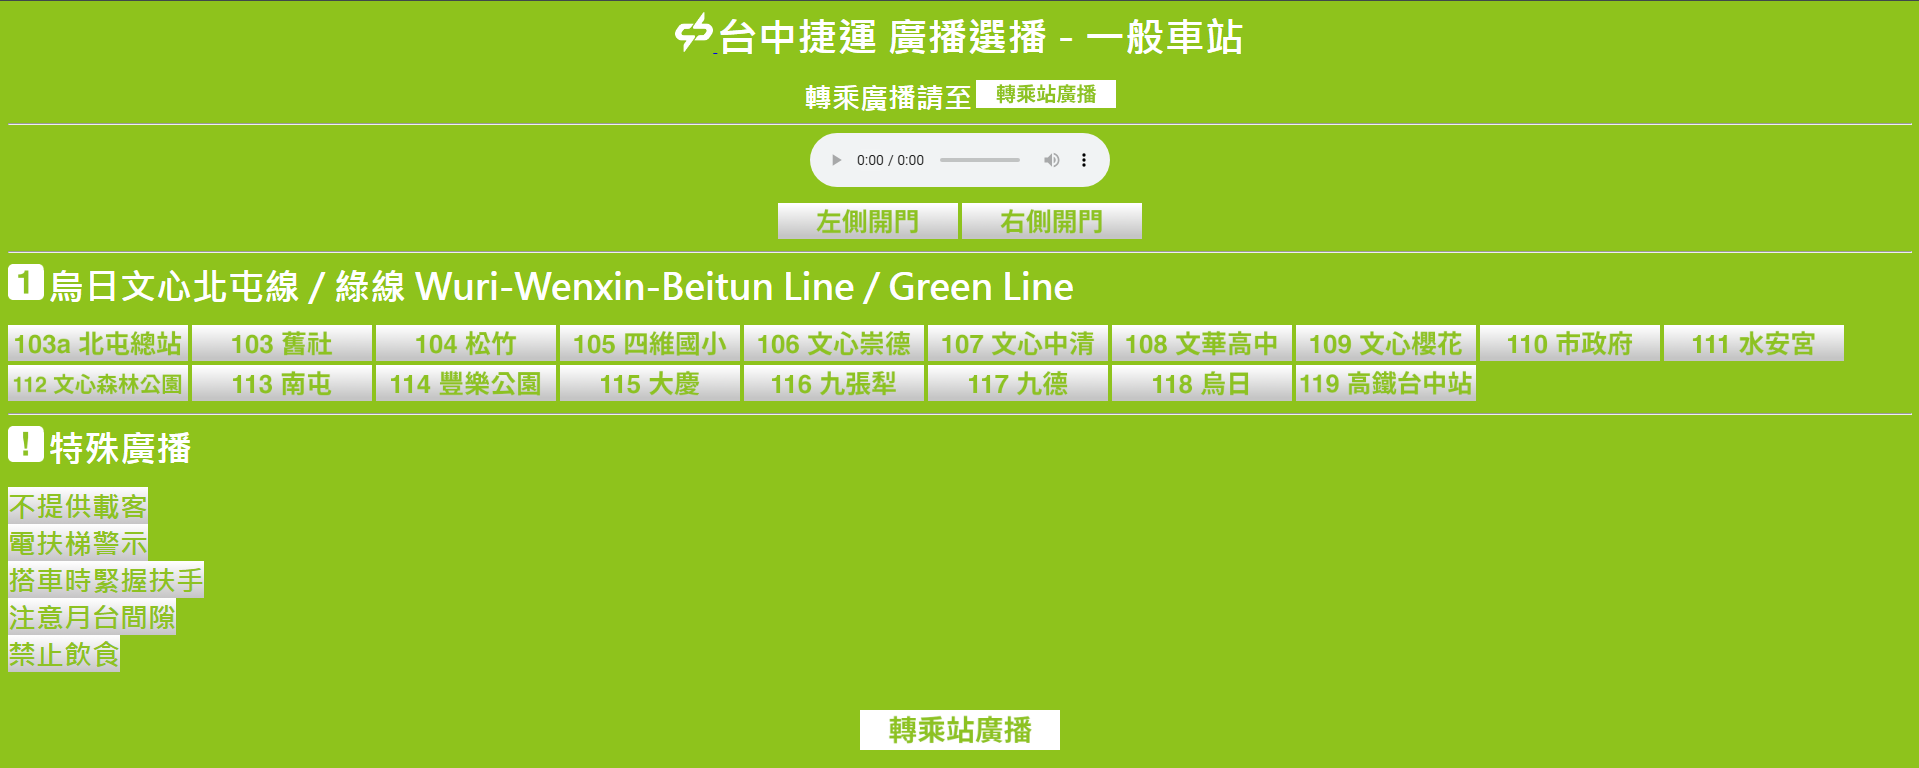 台中捷運 廣播選播 - 一般車站
轉乘廣播請至 轉乘站廣播
0:00 / 0:00
左側開門 右側開門
1 烏日文心北屯線 / 綠線 Wuri-Wenxin-Beitun Line / Green Line
103a 北屯總站 103 舊社 104 松竹 105 四維國小 106 文心崇德 107 文心中清 108 文華高中 109 文心櫻花 110 市政府 111 水安宮
112 文心森林公園 113 南屯 114 豐樂公園 115 大慶 116 九張犁 117 九德 118 烏日 119 高鐵台中站
! 特殊廣播
不提供載客
電扶梯警示
搭車時緊握扶手
注意月台間隙
禁止飲食
轉乘站廣播